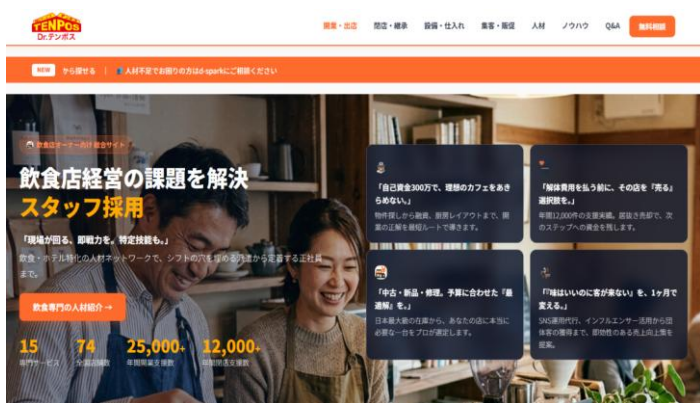 TENPOS
Dr.テンポス
開業・出店
閉店・継承
設備・仕入れ
集客・販促
人材
ノウハウ
Q&A
無料相談
NEW
から探せる | 人材不足でお困りの方はd-sparkにご相談ください
飲食店オーナー向け総合サイト
飲食店経営の課題を解決
スタッフ採用
「現場が回る、即戦力を。特定技能も。」
飲食・ホテル特化の人材ネットワークで、シフトの穴を埋める派遣から定着する正社員
まで。
飲食専門の人材紹介 →
15
専門サービス
74
全国店舗数
25,000+
年間開業支援数
12,000+
年間閉店支援数
「自己資金300万で、理想のカフェをあき
らめない。」
物件探しから融資、厨房レイアウトまで、開
業の正解を最短ルートで導きます。
「解体費用を払う前に、その店を『売る』
選択肢を。」
年間12,000件の支援実績。居抜き売却で、次
のステップへの資金を残します。
「中古・新品・修理。予算に合わせた『最
適解』を。」
日本最大級の在庫から、あなたの店に本当に
必要な一台をプロが選定します。
「『味はいいのに客が来ない』を、1ヶ月で
変える。」
SNS運用代行、インフルエンサー活用から団
体客の獲得まで、即効性のある売上向上策を
提案。